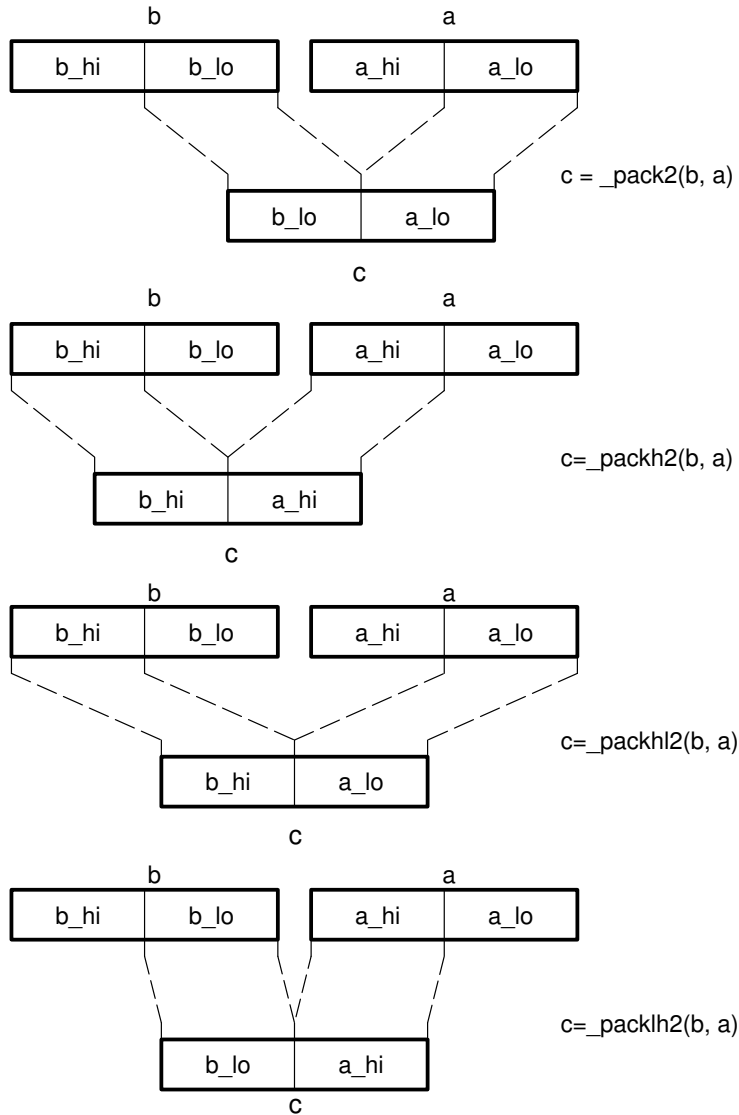 b a
b_hi b_lo a_hi a_lo
c = _pack2(b, a)
b_lo a_lo
c
b a
b_hi b_lo a_hi a_lo
c=_packh2(b, a)
b_hi a_hi
c
b a
b_hi b_lo a_hi a_lo
c=_packhl2(b, a)
b_hi a_lo
c
b a
b_hi b_lo a_hi a_lo
c=_packlh2(b, a)
b_lo a_hi
c